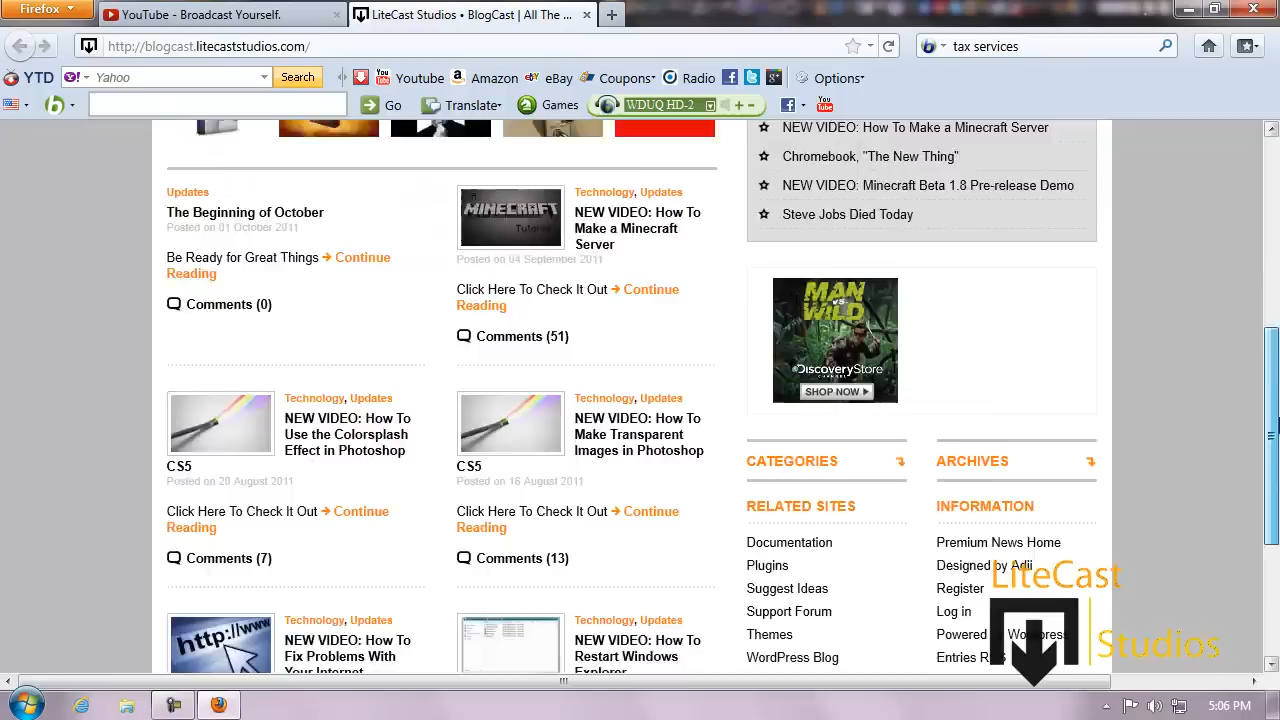 Firefox
YouTube - Broadcast Yourself.
LiteCast Studios • BlogCast | All The ...
http://blogcast.litecaststudios.com/
tax services
YTD
Yahoo
Search
Youtube
Amazon
eBay
Coupons
Radio
Options
Go
Translate
Games
WDUQ HD-2
Updates
The Beginning of October
Posted on 01 October 2011
Be Ready for Great Things → Continue
Reading
Comments (0)
MINECRAFT
Tutorial
Technology, Updates
NEW VIDEO: How To
Make a Minecraft
Server
Posted on 04 September 2011
Click Here To Check It Out → Continue
Reading
Comments (51)
Technology, Updates
NEW VIDEO: How To
Use the Colorsplash
Effect in Photoshop
CS5
Posted on 20 August 2011
Click Here To Check It Out → Continue
Reading
Comments (7)
Technology, Updates
NEW VIDEO: How To
Make Transparent
Images in Photoshop
CS5
Posted on 16 August 2011
Click Here To Check It Out → Continue
Reading
Comments (13)
http://
Technology, Updates
NEW VIDEO: How To
Fix Problems With
Your Internet
Technology, Updates
NEW VIDEO: How To
Restart Windows
Explorer
NEW VIDEO: How To Make a Minecraft Server
Chromebook, "The New Thing"
NEW VIDEO: Minecraft Beta 1.8 Pre-release Demo
Steve Jobs Died Today
MAN
VS.
WILD
Discovery Store
CHANNEL
SHOP NOW
CATEGORIES
ARCHIVES
RELATED SITES
Documentation
Plugins
Suggest Ideas
Support Forum
Themes
WordPress Blog
INFORMATION
Premium News Home
Designed by Adii
Register
Log in
Powered by Wordpress
Entries RSS
LiteCast
Studios
5:06 PM